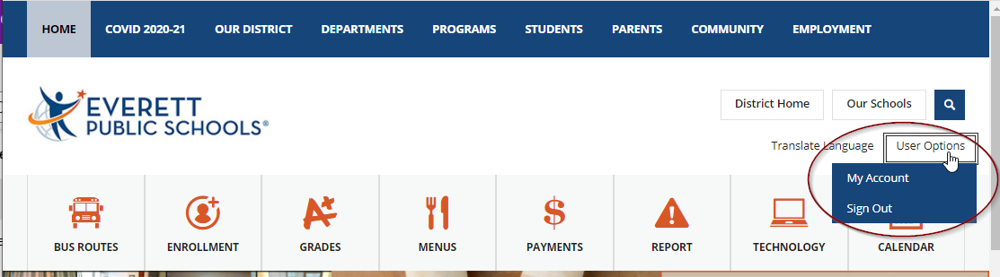 HOME COVID 2020-21 OUR DISTRICT DEPARTMENTS PROGRAMS STUDENTS PARENTS COMMUNITY EMPLOYMENT
EVERETT
PUBLIC SCHOOLS®
District Home Our Schools
Translate Language User Options
My Account
Sign Out
BUS ROUTES ENROLLMENT GRADES MENUS PAYMENTS REPORT TECHNOLOGY CALENDAR